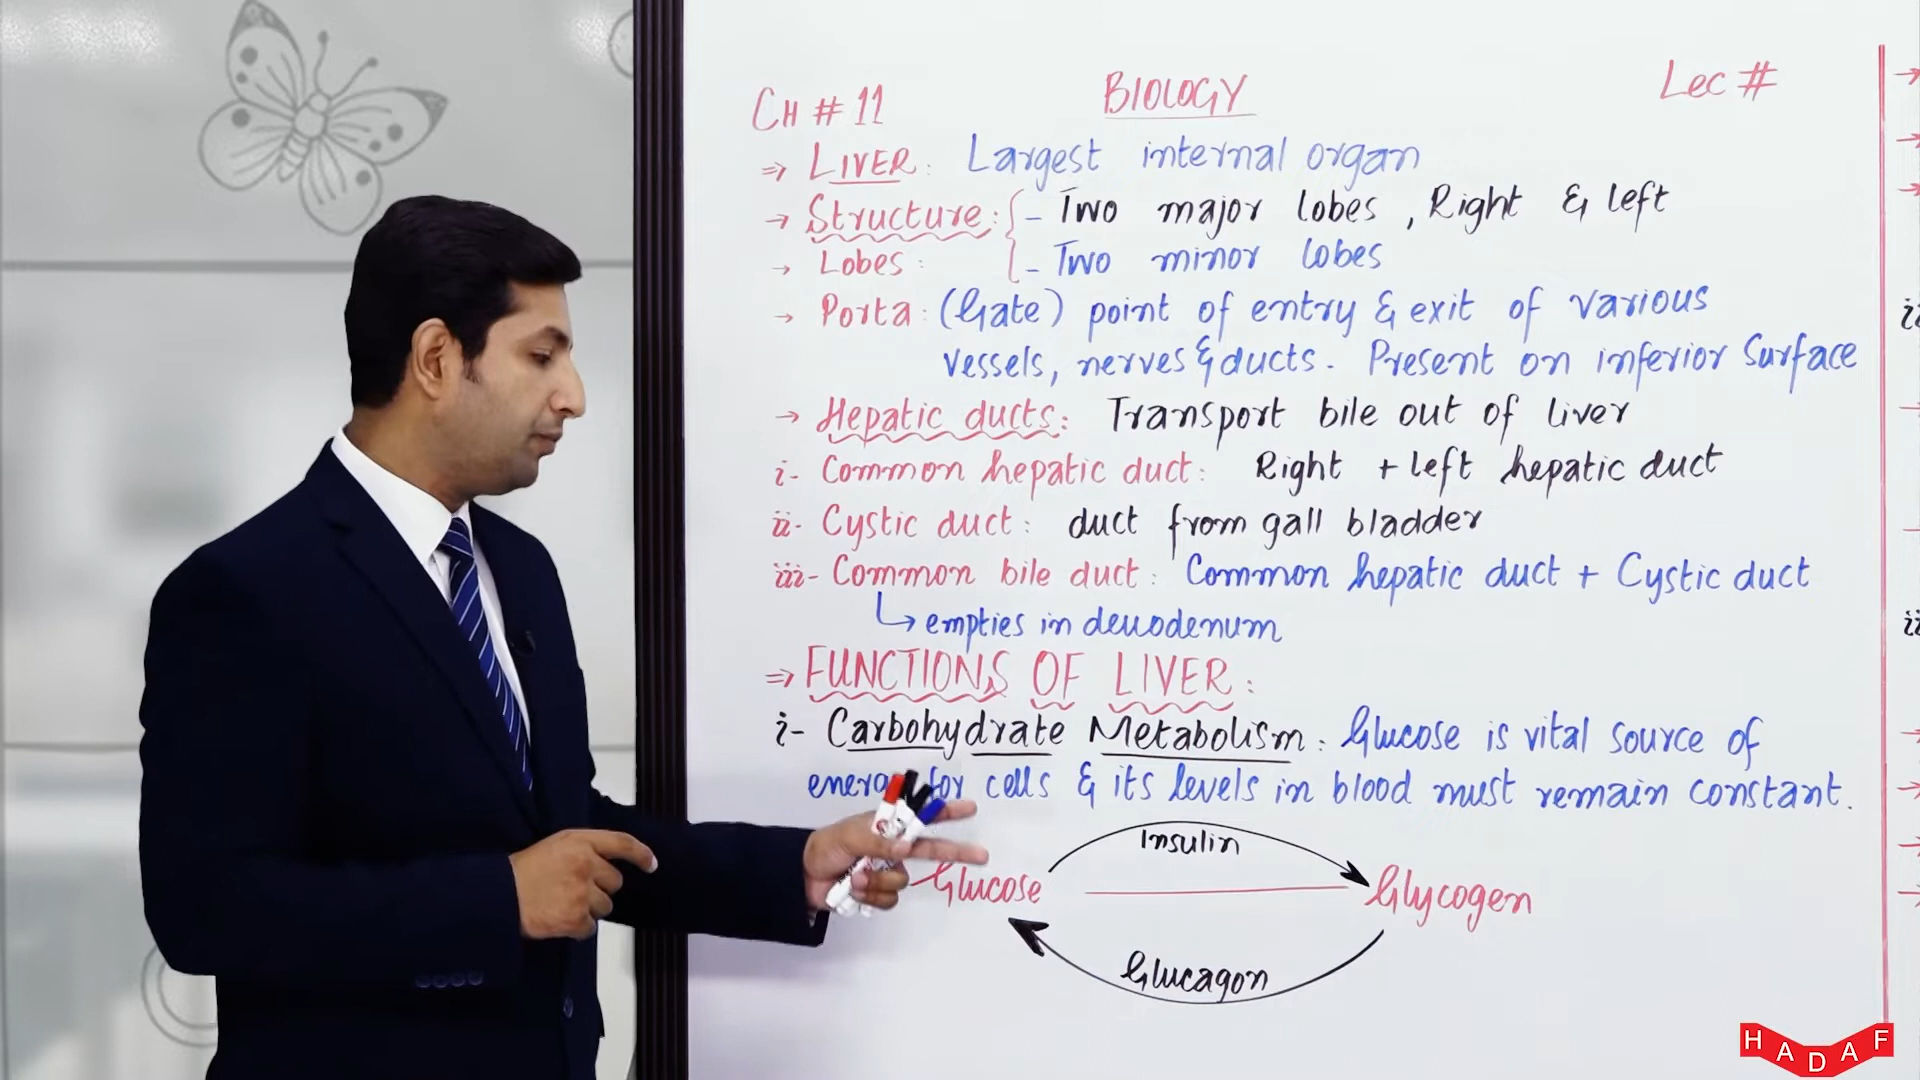 CH # 11
BIOLOGY
Lec #
⇒ LIVER: Largest internal organ
→ Structure: - Two major lobes, Right & left
→ Lobes: - Two minor lobes
→ Porta: (Gate) point of entry & exit of various
vessels, nerves & ducts. Present on inferior Surface
→ Hepatic ducts: Transport bile out of liver
i- Common hepatic duct: Right + left hepatic duct
ii- Cystic duct: duct from gall bladder
iii- Common bile duct: Common hepatic duct + Cystic duct
↳ empties in deuodenum
⇒ FUNCTIONS OF LIVER:
i- Carbohydrate Metabolism: Glucose is vital source of
for cells & its levels in blood must remain constant.
Insulin
Glucose
Glycogen
Glucagon
HADAF